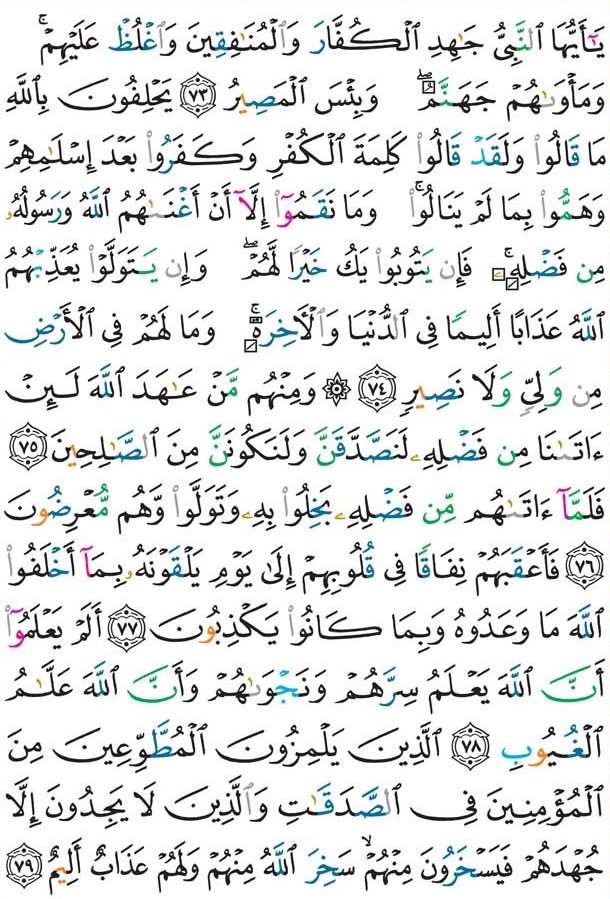 يَـٰٓأَيُّهَا ٱلنَّبِيُّ جَـٰهِدِ ٱلْكُفَّارَ وَٱلْمُنَـٰفِقِينَ وَٱغْلُظْ عَلَيْهِمْ ۚ
وَمَأْوَىٰهُمْ جَهَنَّمُ ۖ وَبِئْسَ ٱلْمَصِيرُ ٧٣ يَحْلِفُونَ بِٱللَّهِ
مَا قَالُوا۟ وَلَقَدْ قَالُوا۟ كَلِمَةَ ٱلْكُفْرِ وَكَفَرُوا۟ بَعْدَ إِسْلَـٰمِهِمْ
وَهَمُّوا۟ بِمَا لَمْ يَنَالُوا۟ ۚ وَمَا نَقَمُوٓا۟ إِلَّآ أَنْ أَغْنَىٰهُمُ ٱللَّهُ وَرَسُولُهُۥ
مِن فَضْلِهِۦ ۚ فَإِن يَتُوبُوا۟ يَكُ خَيْرًا لَّهُمْ ۖ وَإِن يَتَوَلَّوْا۟ يُعَذِّبْهُمُ
ٱللَّهُ عَذَابًا أَلِيمًا فِى ٱلدُّنْيَا وَٱلْـَٔاخِرَةِ ۚ وَمَا لَهُمْ فِى ٱلْأَرْضِ
مِن وَلِىٍّ وَلَا نَصِيرٍ ٧٤ ۞ وَمِنْهُم مَّنْ عَـٰهَدَ ٱللَّهَ لَئِنْ
ءَاتَىٰنَا مِن فَضْلِهِۦ لَنَصَّدَّقَنَّ وَلَنَكُونَنَّ مِنَ ٱلصَّـٰلِحِينَ ٧٥
فَلَمَّآ ءَاتَىٰهُم مِّن فَضْلِهِۦ بَخِلُوا۟ بِهِۦ وَتَوَلَّوا۟ وَّهُم مُّعْرِضُونَ
٧٦ فَأَعْقَبَهُمْ نِفَاقًا فِى قُلُوبِهِمْ إِلَىٰ يَوْمِ يَلْقَوْنَهُۥ بِمَآ أَخْلَفُوا۟
ٱللَّهَ مَا وَعَدُوهُ وَبِمَا كَانُوا۟ يَكْذِبُونَ ٧٧ أَلَمْ يَعْلَمُوٓا۟
أَنَّ ٱللَّهَ يَعْلَمُ سِرَّهُمْ وَنَجْوَىٰهُمْ وَأَنَّ ٱللَّهَ عَلَّـٰمُ
ٱلْغُيُوبِ ٧٨ ٱلَّذِينَ يَلْمِزُونَ ٱلْمُطَّوِّعِينَ مِنَ
ٱلْمُؤْمِنِينَ فِى ٱلصَّدَقَـٰتِ وَٱلَّذِينَ لَا يَجِدُونَ إِلَّا
جُهْدَهُمْ فَيَسْخَرُونَ مِنْهُمْ ۙ سَخِرَ ٱللَّهُ مِنْهُمْ وَلَهُمْ عَذَابٌ أَلِيمٌ ٧٩